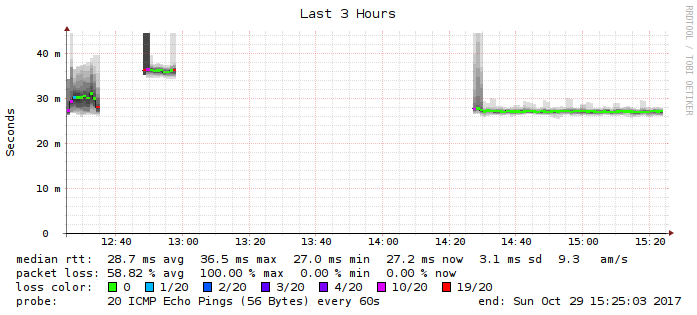 Last 3 Hours
RRDTOOL / TOBI OETIKER
Seconds
40 m
30 m
20 m
10 m
0
12:40 13:00 13:20 13:40 14:00 14:20 14:40 15:00 15:20
median rtt: 28.7 ms avg 36.5 ms max 27.0 ms min 27.2 ms now 3.1 ms sd 9.3 am/s
packet loss: 58.82 % avg 100.00 % max 0.00 % min 0.00 % now
loss color: 0 1/20 2/20 3/20 4/20 10/20 19/20
probe: 20 ICMP Echo Pings (56 Bytes) every 60s end: Sun Oct 29 15:25:03 2017